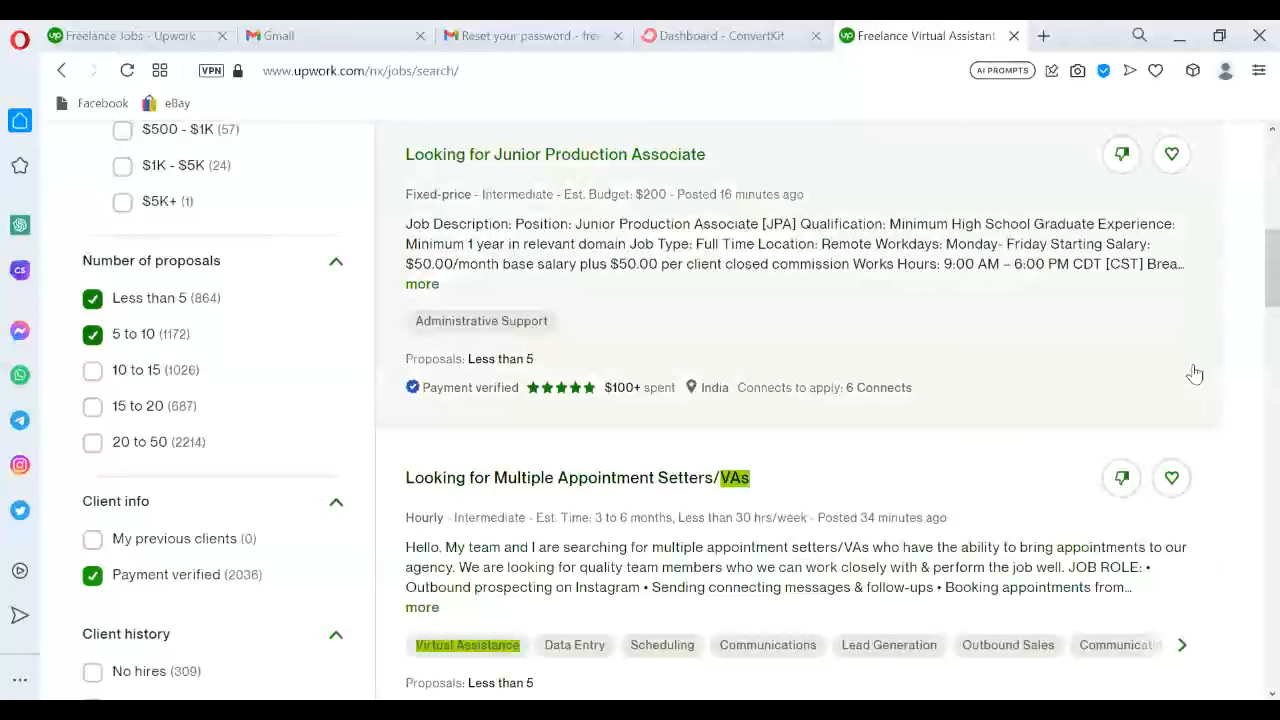 Freelance Jobs - Upwork
Gmail
Reset your password - free
Dashboard - ConvertKit
Freelance Virtual Assistant
VPN
www.upwork.com/nx/jobs/search/
AI PROMPTS
Facebook
eBay
$500 - $1K (57)
$1K - $5K (24)
$5K+ (1)
Number of proposals
Less than 5 (864)
5 to 10 (1172)
10 to 15 (1026)
15 to 20 (687)
20 to 50 (2214)
Client info
My previous clients (0)
Payment verified (2036)
Client history
No hires (309)
Looking for Junior Production Associate
Fixed-price - Intermediate - Est. Budget: $200 - Posted 16 minutes ago
Job Description: Position: Junior Production Associate [JPA] Qualification: Minimum High School Graduate Experience:
Minimum 1 year in relevant domain Job Type: Full Time Location: Remote Workdays: Monday- Friday Starting Salary:
$50.00/month base salary plus $50.00 per client closed commission Works Hours: 9:00 AM – 6:00 PM CDT [CST] Brea…
more
Administrative Support
Proposals: Less than 5
Payment verified $100+ spent India Connects to apply: 6 Connects
Looking for Multiple Appointment Setters/VAs
Hourly - Intermediate - Est. Time: 3 to 6 months, Less than 30 hrs/week - Posted 34 minutes ago
Hello, My team and I are searching for multiple appointment setters/VAs who have the ability to bring appointments to our
agency. We are looking for quality team members who we can work closely with & perform the job well. JOB ROLE: •
Outbound prospecting on Instagram • Sending connecting messages & follow-ups • Booking appointments from…
more
Virtual Assistance Data Entry Scheduling Communications Lead Generation Outbound Sales Communicati
Proposals: Less than 5